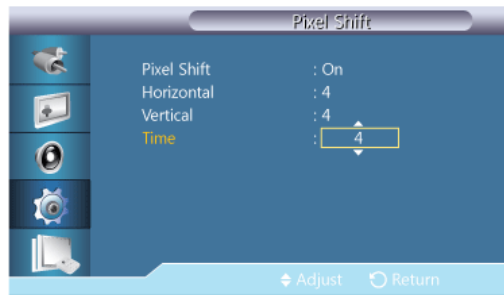 Pixel Shift
Pixel Shift : On
Horizontal : 4
Vertical : 4
Time : 4
Adjust Return